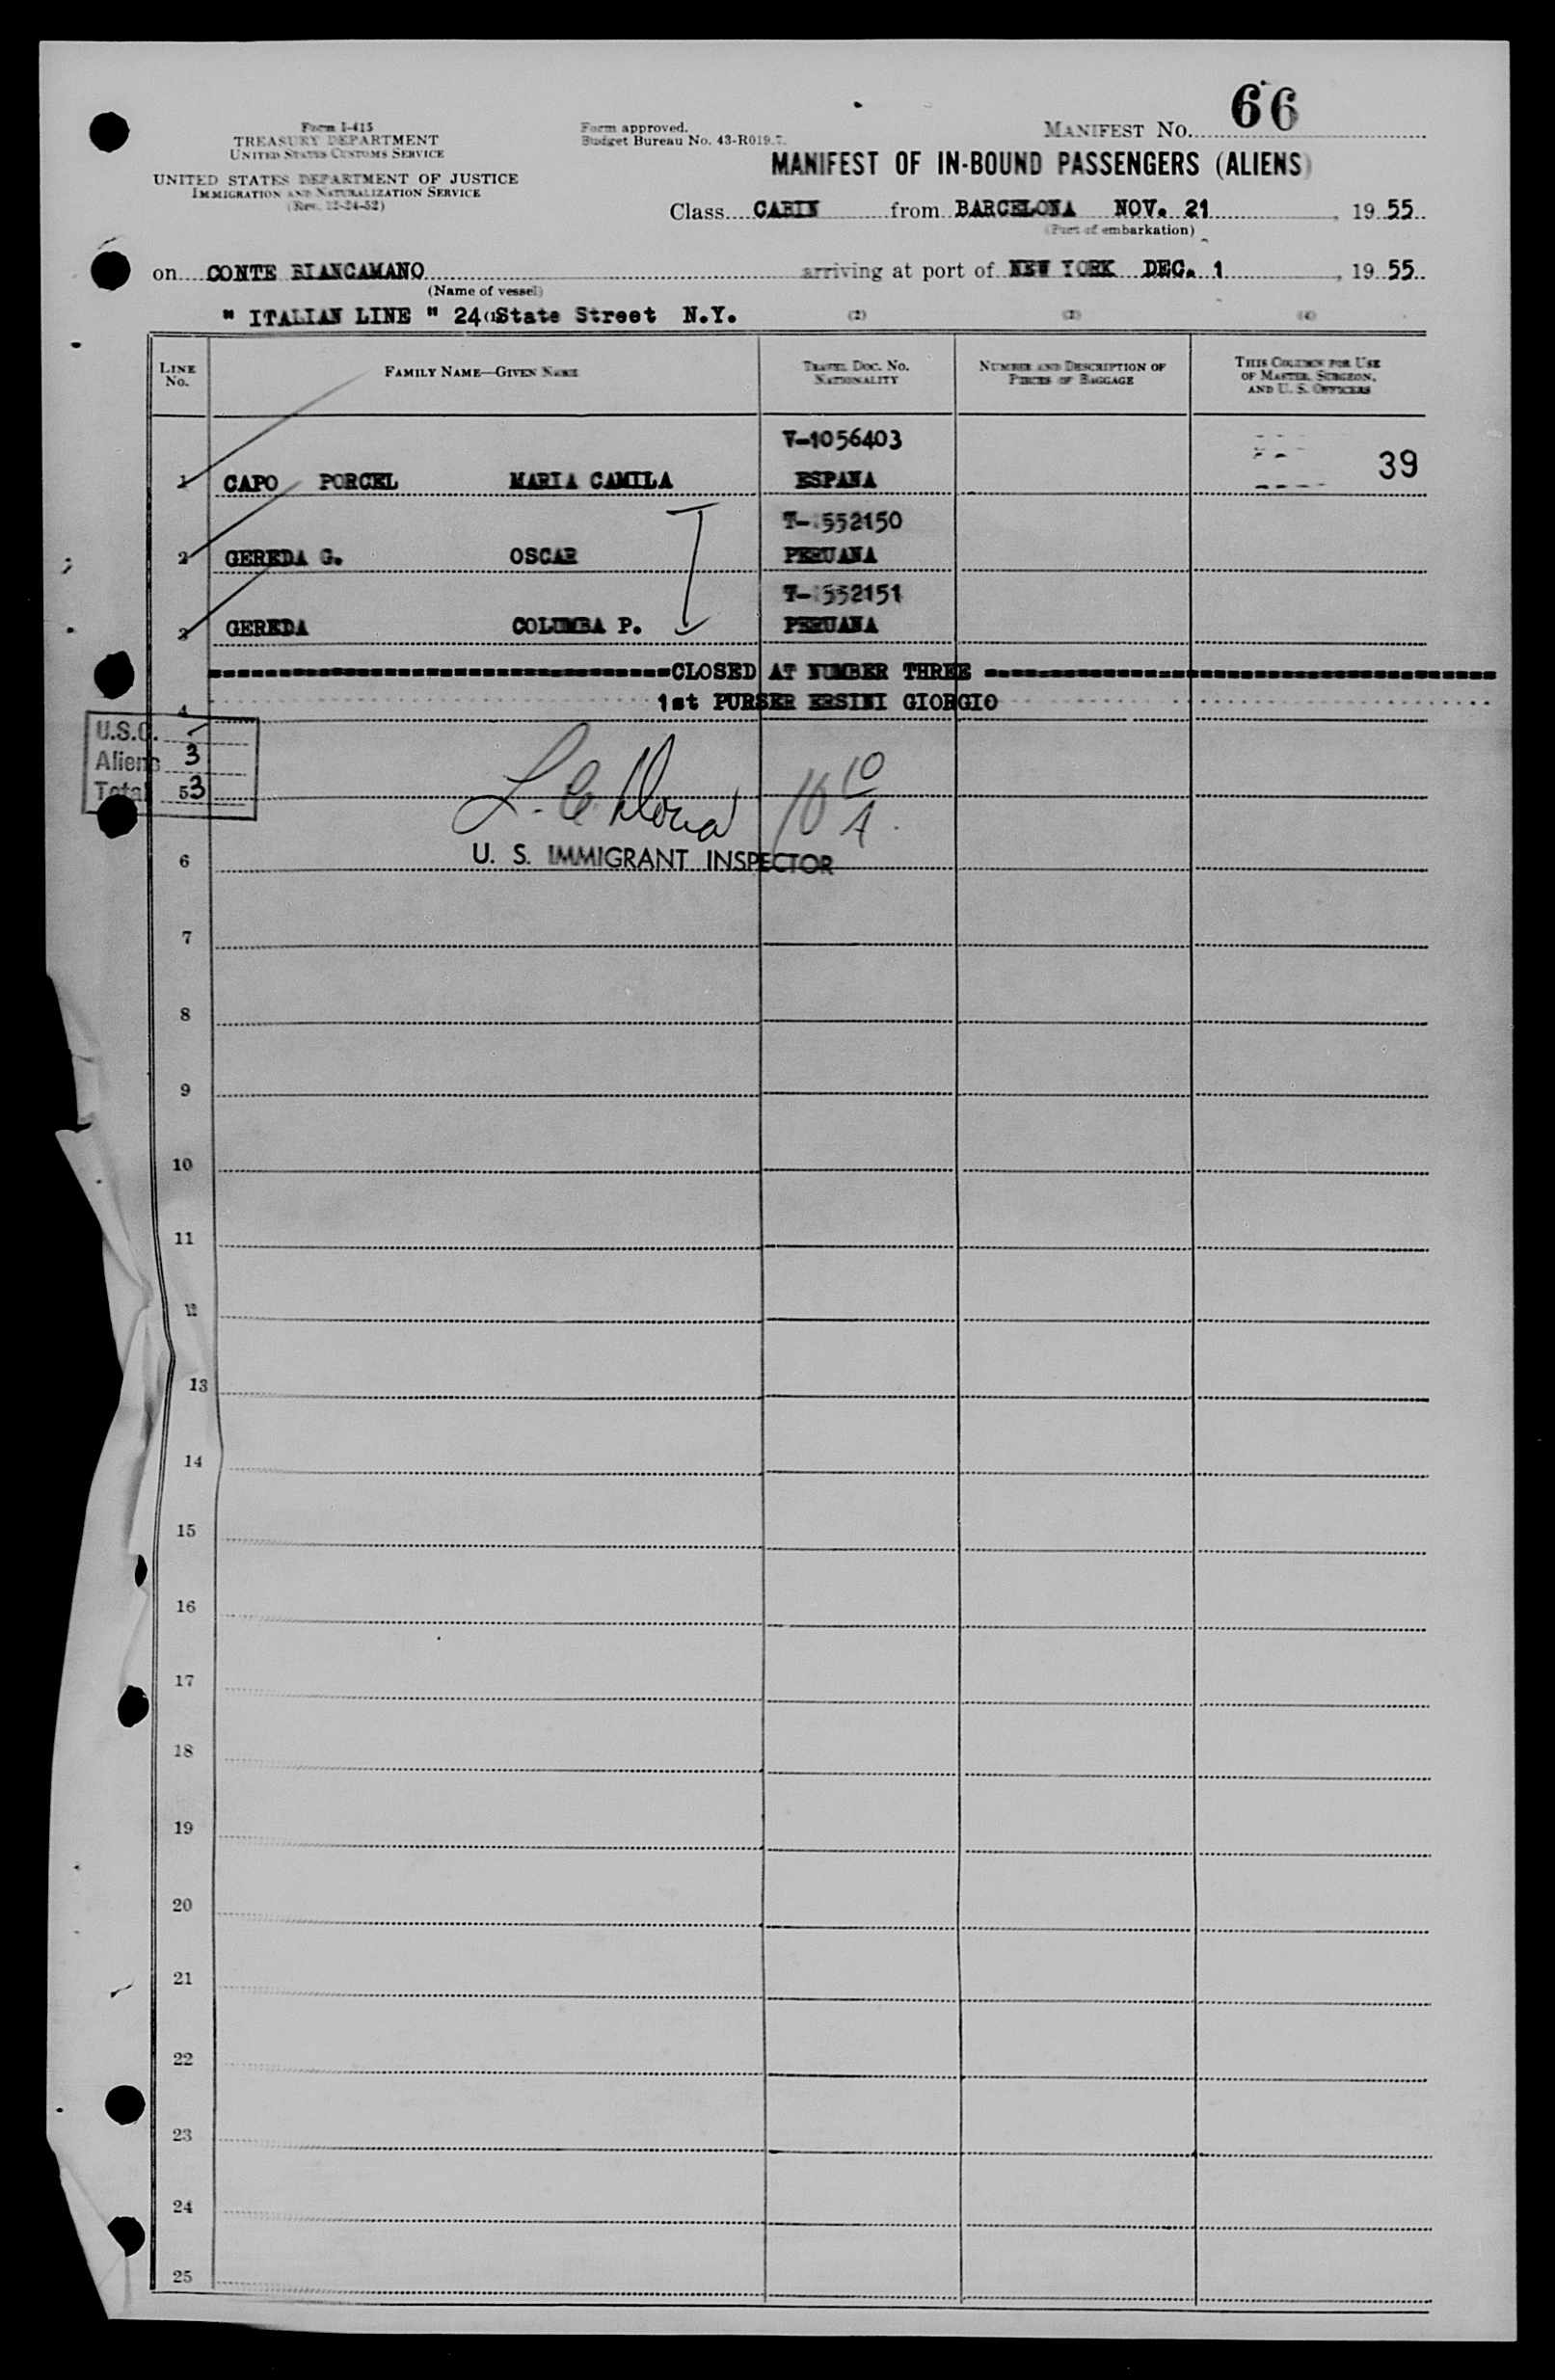 66
Form I-415
TREASURY DEPARTMENT
UNITED STATES CUSTOMS SERVICE
UNITED STATES DEPARTMENT OF JUSTICE
IMMIGRATION AND NATURALIZATION SERVICE
(Rev. 12-24-52)
Form approved.
Budget Bureau No. 43-R019.
MANIFEST NO.
MANIFEST OF IN-BOUND PASSENGERS (ALIENS)
Class CABIN from BARCELONA NOV. 21, 19 55
(Port of embarkation)
on CONTE BIANCAMANO arriving at port of NEW YORK DEC. 1, 19 55
(Name of vessel)
" ITALIAN LINE " 24 State Street N.Y. (2) (3) (4)
LINE NO. FAMILY NAME—GIVEN NAME TRAVEL DOC. NO. NATIONALITY NUMBER AND DESCRIPTION OF PIECES OF BAGGAGE THIS COLUMN FOR USE OF MASTER, SURGEON, AND U. S. OFFICERS
V-1056403
1 CAPO PORCEL MARIA CAMILA ESPANA 39
T-552150
2 GEREDA G. OSCAR PERUANA
T-552151
3 GEREDA COLUMBA P. PERUANA
CLOSED AT NUMBER THREE
4 1st PURSER ERSINI GIORGIO
U.S.C.
Aliens 3
Total 3
5
10
U. S. IMMIGRANT INSPECTOR
6
7
8
9
10
11
12
13
14
15
16
17
18
19
20
21
22
23
24
25